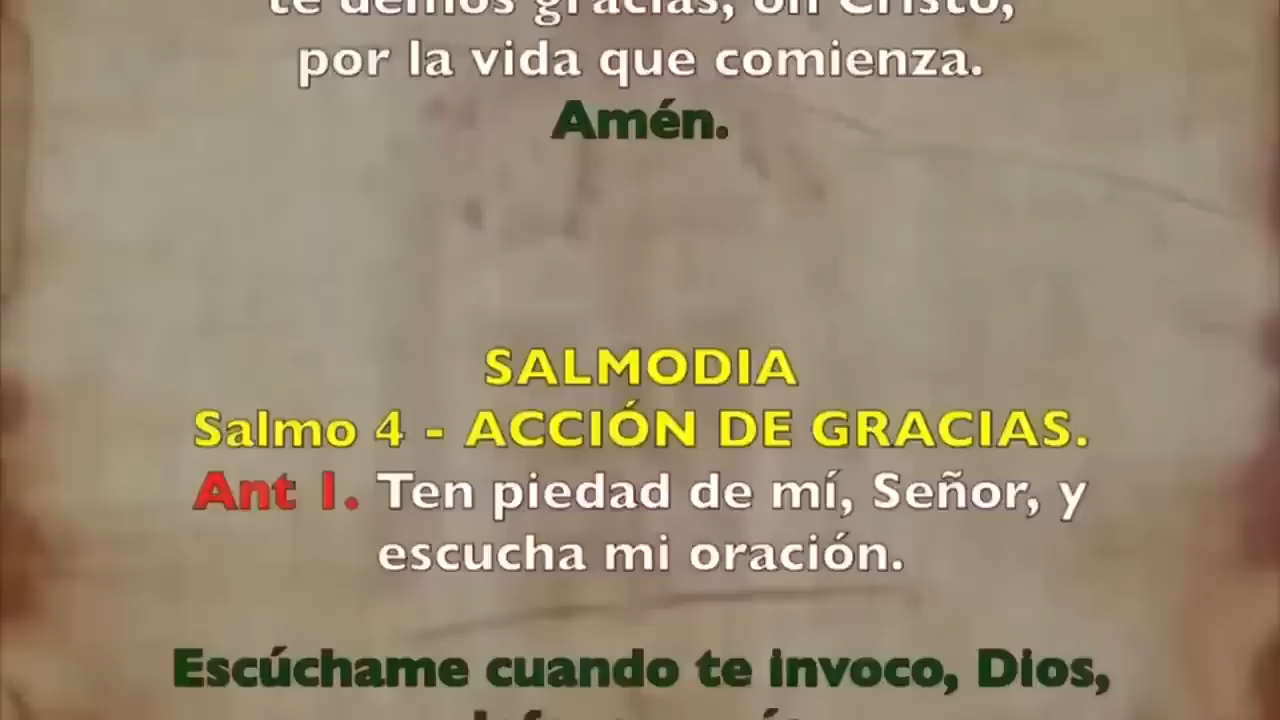 te demos gracias, oh Cristo,
por la vida que comienza.
Amén.
SALMODIA
Salmo 4 - ACCIÓN DE GRACIAS.
Ant 1. Ten piedad de mí, Señor, y
escucha mi oración.
Escúchame cuando te invoco, Dios,